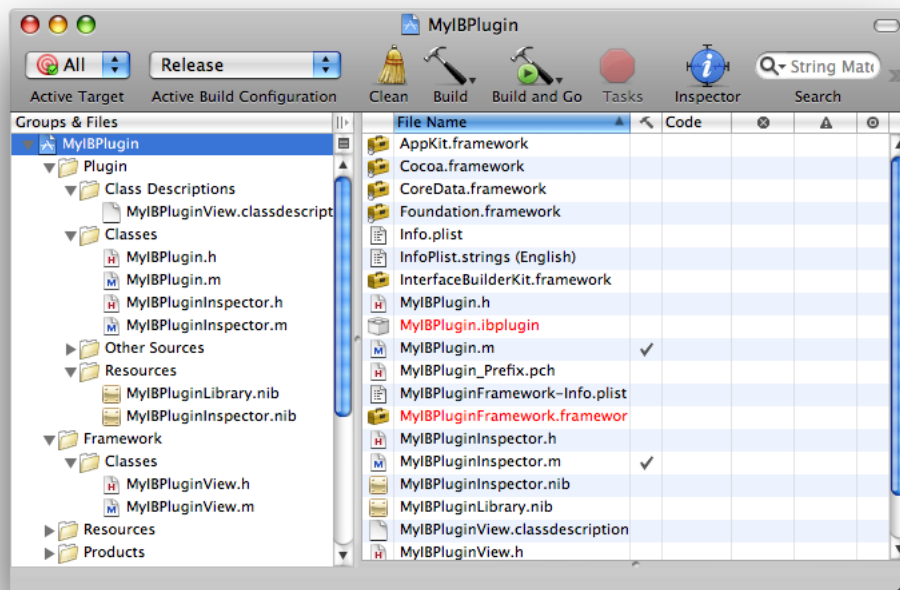 MyIBPlugin
All
Release
String Matc
Active Target
Active Build Configuration
Clean
Build
Build and Go
Tasks
Inspector
Search
Groups & Files
MyIBPlugin
Plugin
Class Descriptions
MyIBPluginView.classdescript
Classes
MyIBPlugin.h
MyIBPlugin.m
MyIBPluginInspector.h
MyIBPluginInspector.m
Other Sources
Resources
MyIBPluginLibrary.nib
MyIBPluginInspector.nib
Framework
Classes
MyIBPluginView.h
MyIBPluginView.m
Resources
Products
File Name
Code
AppKit.framework
Cocoa.framework
CoreData.framework
Foundation.framework
Info.plist
InfoPlist.strings (English)
InterfaceBuilderKit.framework
MyIBPlugin.h
MyIBPlugin.ibplugin
MyIBPlugin.m
MyIBPlugin_Prefix.pch
MyIBPluginFramework-Info.plist
MyIBPluginFramework.framewor
MyIBPluginInspector.h
MyIBPluginInspector.m
MyIBPluginInspector.nib
MyIBPluginLibrary.nib
MyIBPluginView.classdescription
MyIBPluginView.h